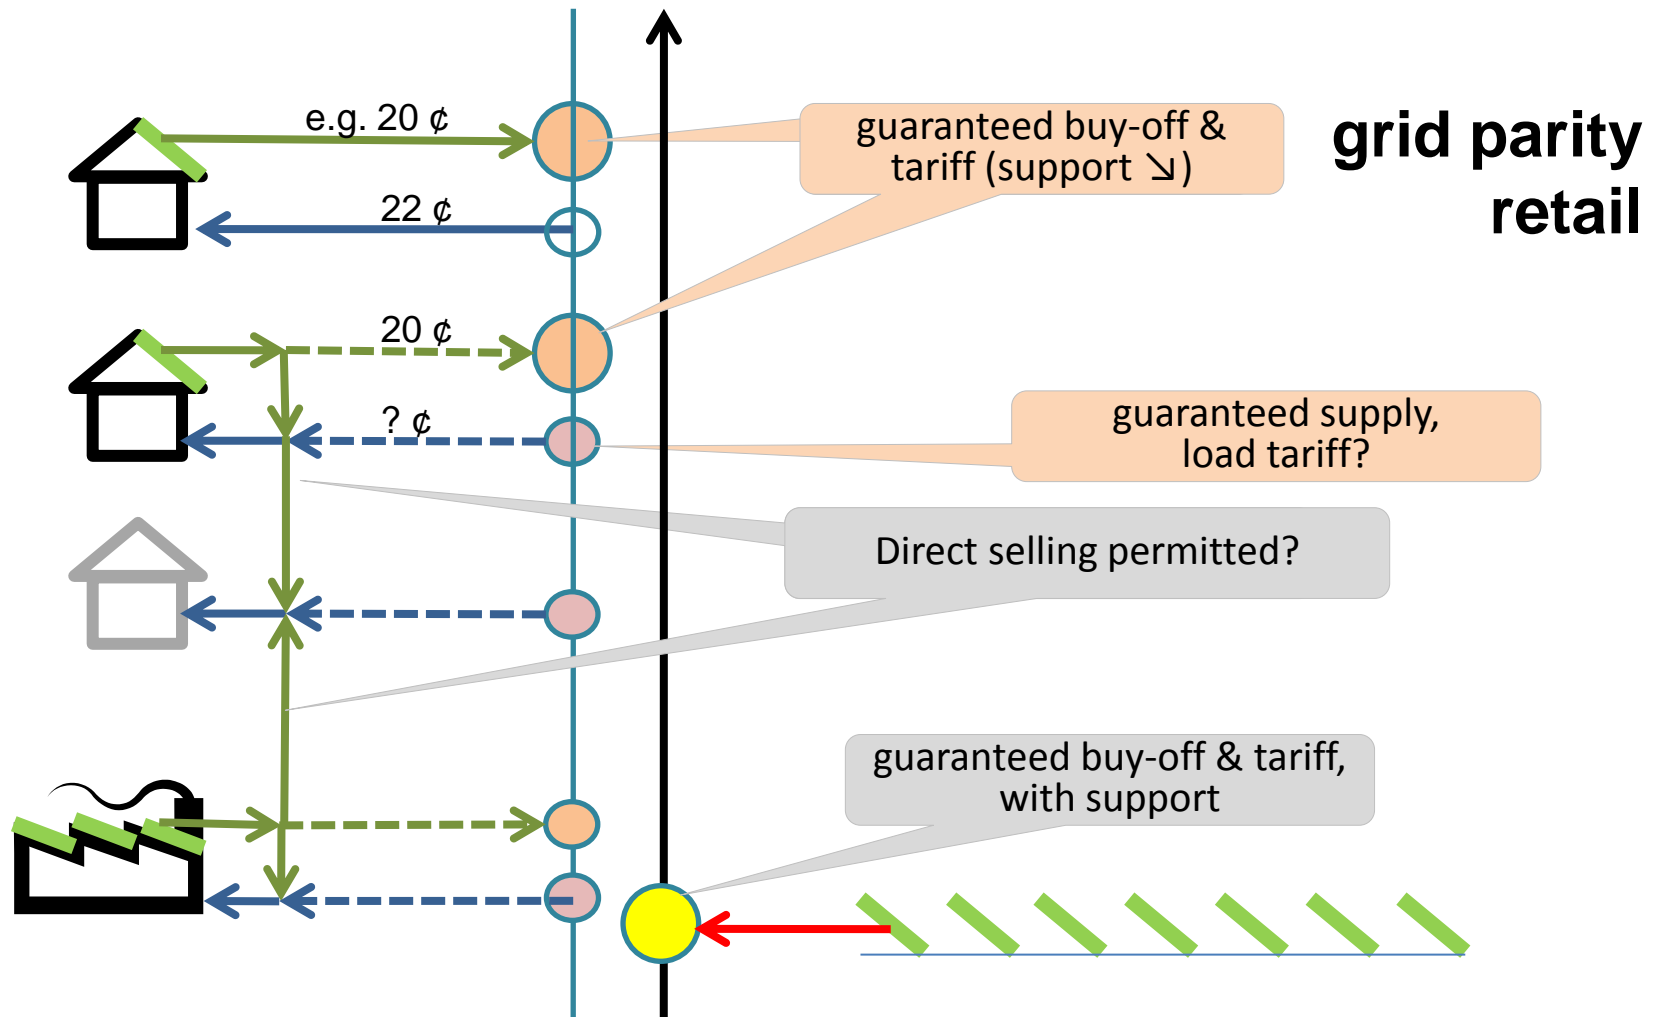 e.g. 20 ¢
guaranteed buy-off &
tariff (support ↘)
grid parity
retail
22 ¢
20 ¢
? ¢
guaranteed supply,
load tariff?
Direct selling permitted?
guaranteed buy-off & tariff,
with support